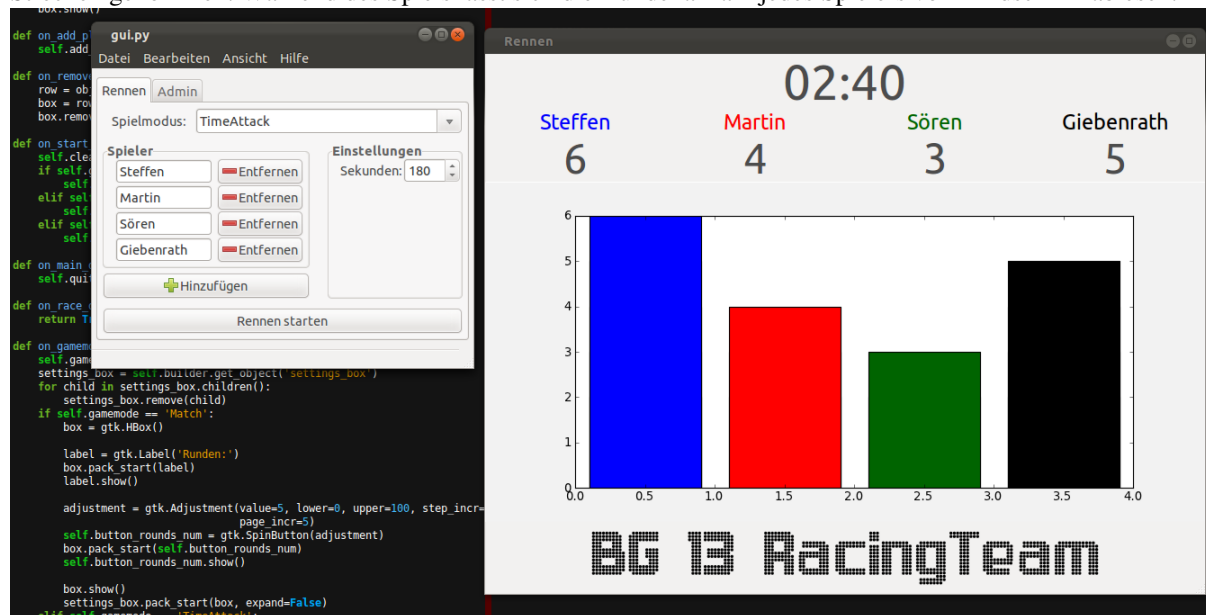 box.show()
def on_add_pl
self.add_
def on_remove
row = ob
box = row
box.remov
def on_start_
self.clea
if self.g
self
elif sel
self
elif sel
self
def on_main_
self.quit
def on_race_
return T
def on_gamem
self.game
settings_box = self.builder.get_object('settings_box')
for child in settings_box.children():
settings_box.remove(child)
if self.gamemode == 'Match':
box = gtk.HBox()
label = gtk.Label('Runden:')
box.pack_start(label)
label.show()
adjustment = gtk.Adjustment(value=5, lower=0, upper=100, step_incr=
page_incr=5)
self.button_rounds_num = gtk.SpinButton(adjustment)
box.pack_start(self.button_rounds_num)
self.button_rounds_num.show()
box.show()
settings_box.pack_start(box, expand=False)
gui.py
Datei Bearbeiten Ansicht Hilfe
Rennen Admin
Spielmodus: TimeAttack
Spieler Einstellungen
Steffen Entfernen Sekunden: 180
Martin Entfernen
Sören Entfernen
Giebenrath Entfernen
Hinzufügen
Rennen starten
Rennen
02:40
Steffen Martin Sören Giebenrath
6 4 3 5
6
5
4
3
2
1
0
0.0 0.5 1.0 1.5 2.0 2.5 3.0 3.5 4.0
BG 13 RacingTeam